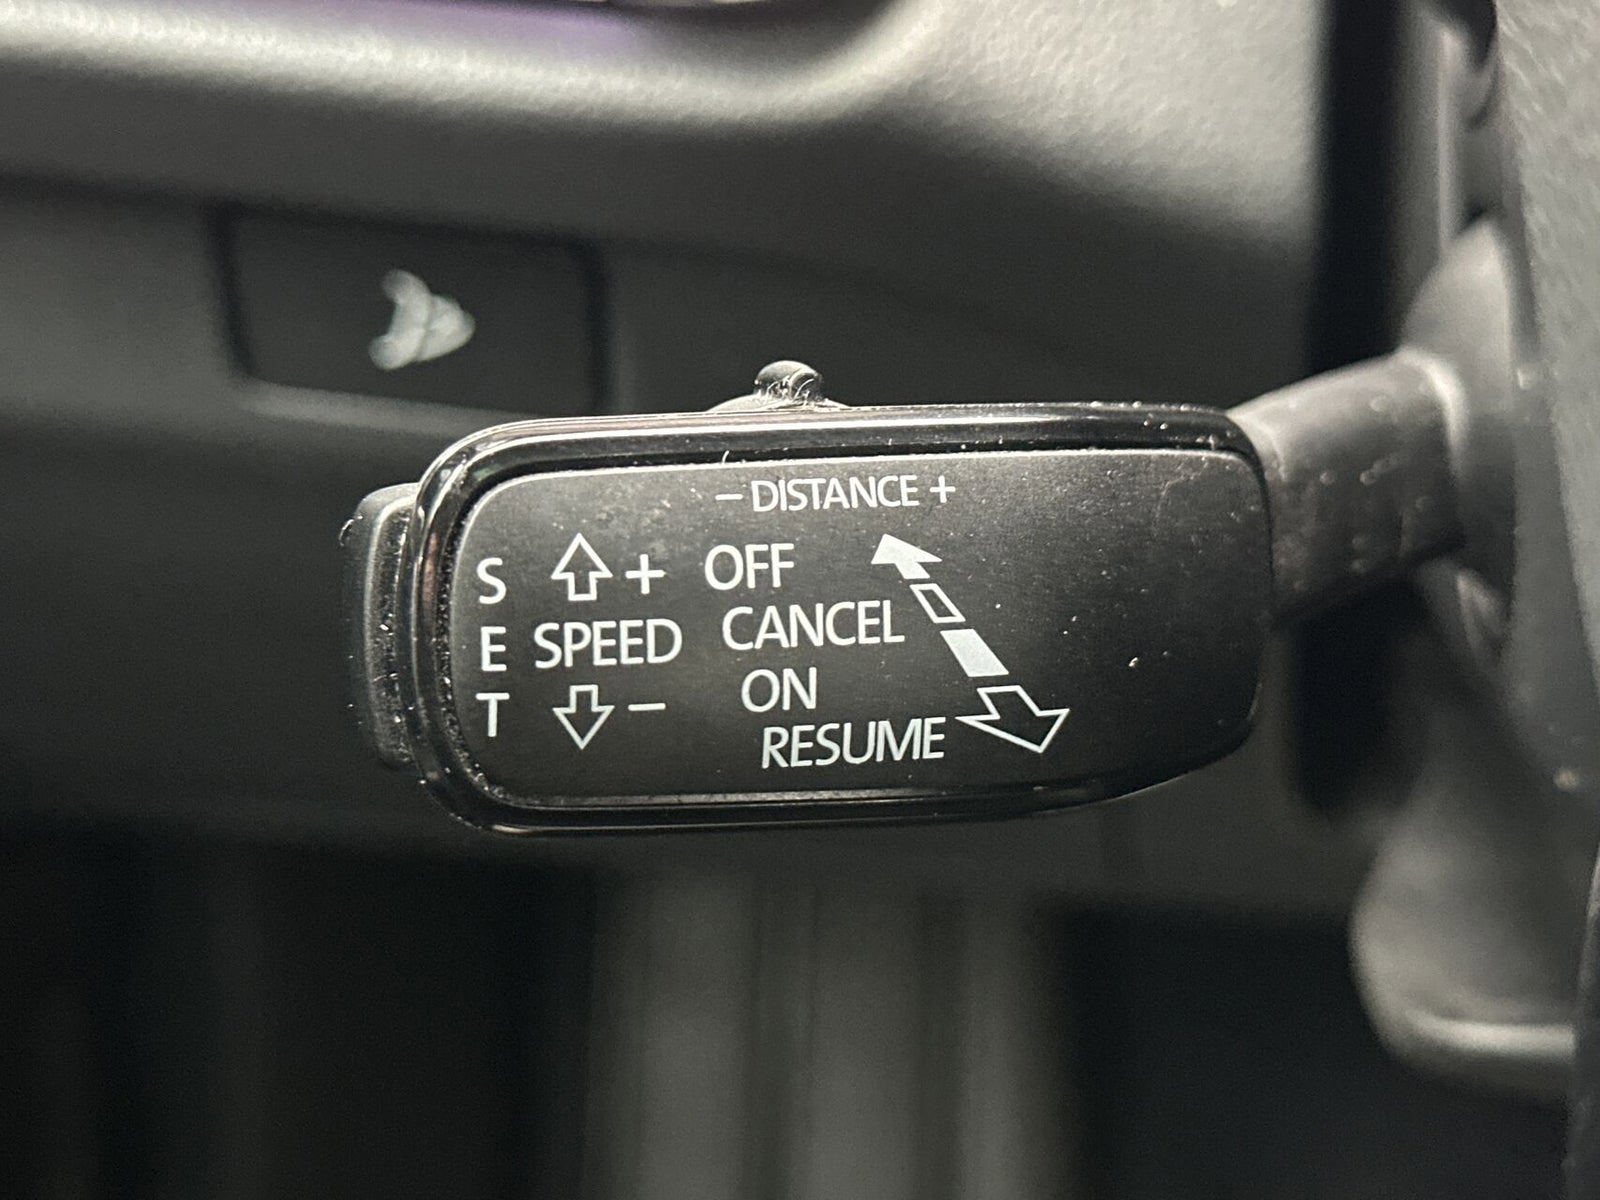 − DISTANCE +
S E T
+
SPEED
−
OFF
CANCEL
ON
RESUME